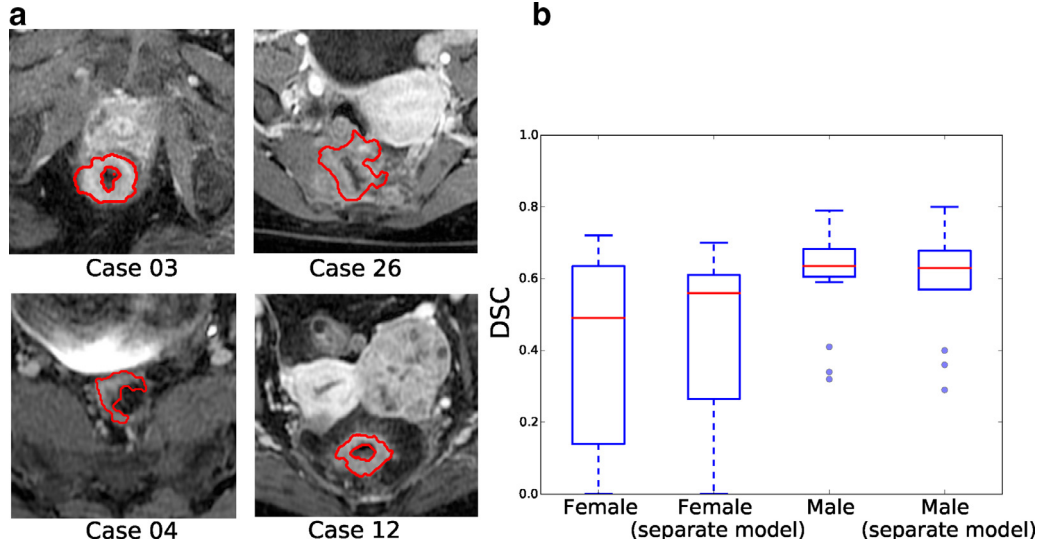 a
Case 03
Case 26
Case 04
Case 12
b
DSC
1.0
0.8
0.6
0.4
0.2
0.0
Female
Female
(separate model)
Male
Male
(separate model)